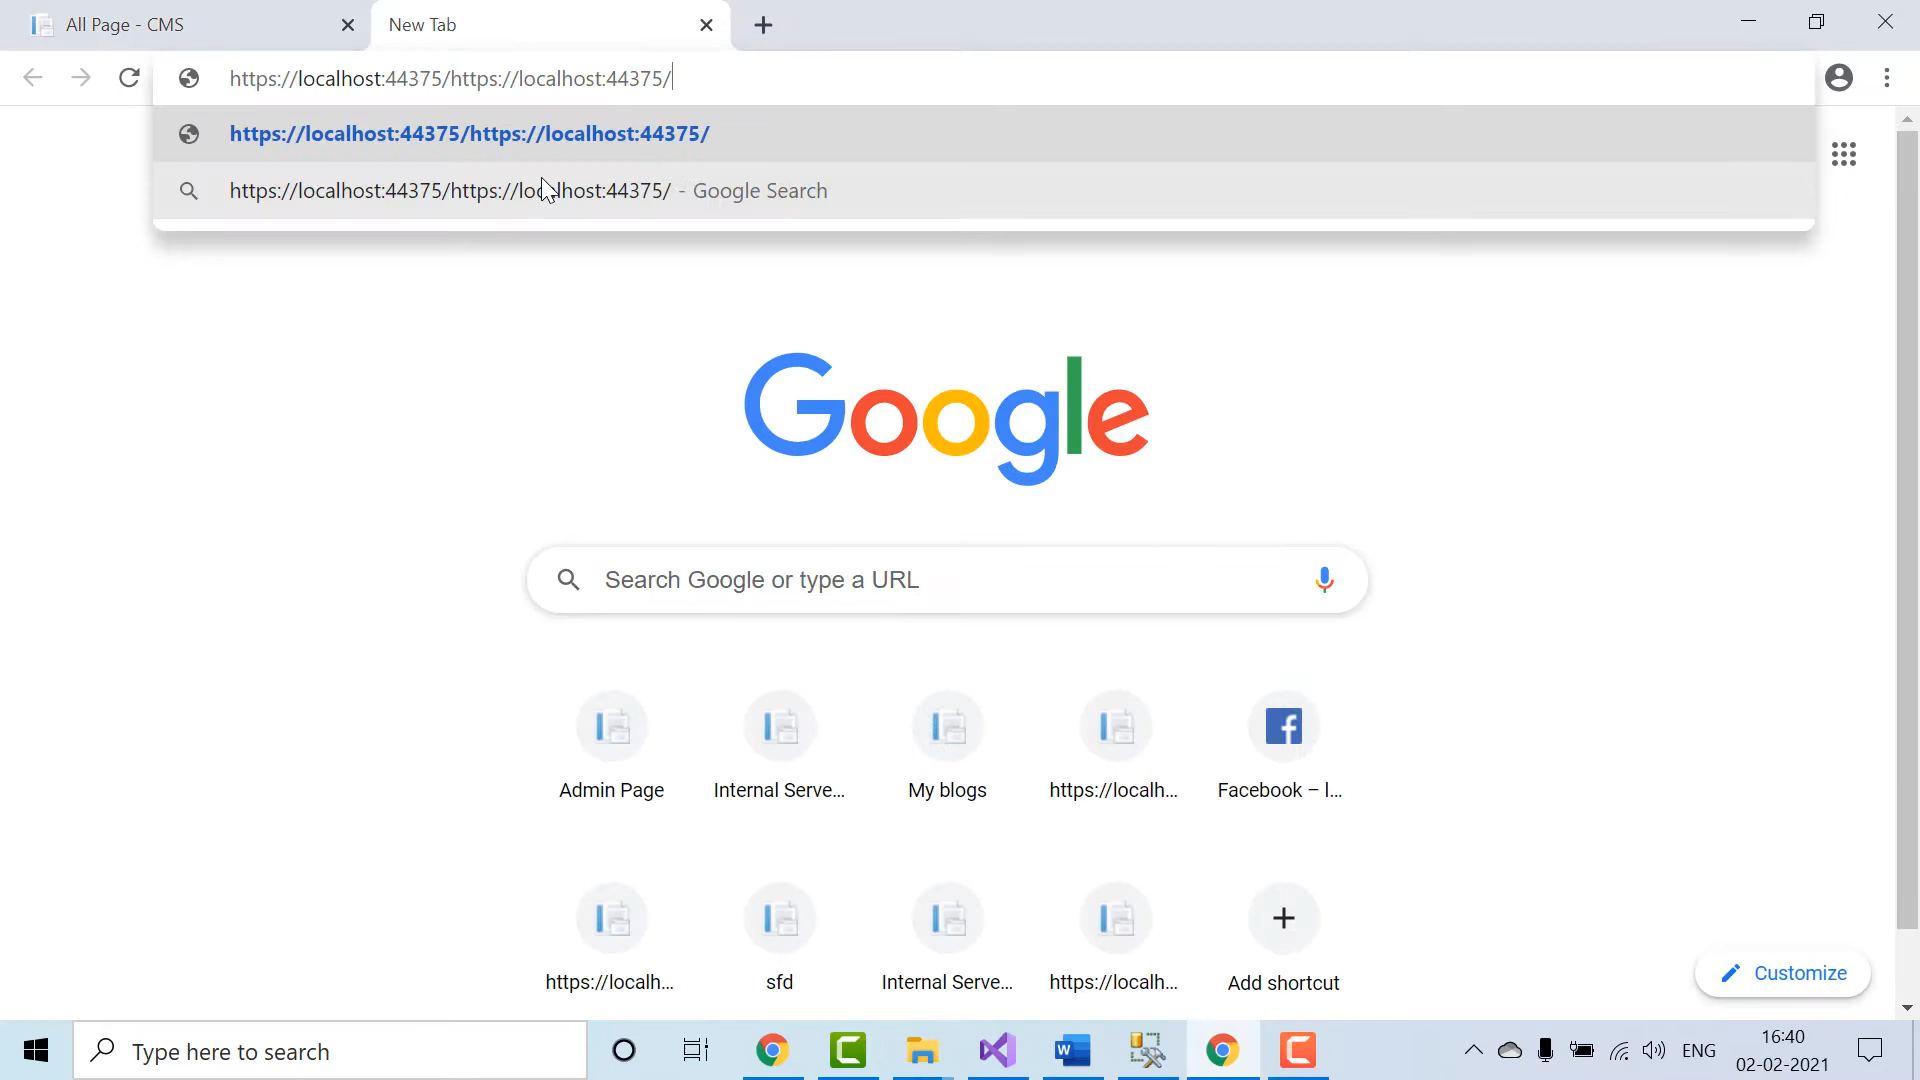 All Page - CMS
New Tab
https://localhost:44375/https://localhost:44375/
https://localhost:44375/https://localhost:44375/
https://localhost:44375/https://localhost:44375/ - Google Search
Google
Search Google or type a URL
Admin Page
Internal Serve...
My blogs
https://localh...
Facebook – l...
https://localh...
sfd
Internal Serve...
https://localh...
Add shortcut
Customize
Type here to search
ENG
16:40
02-02-2021